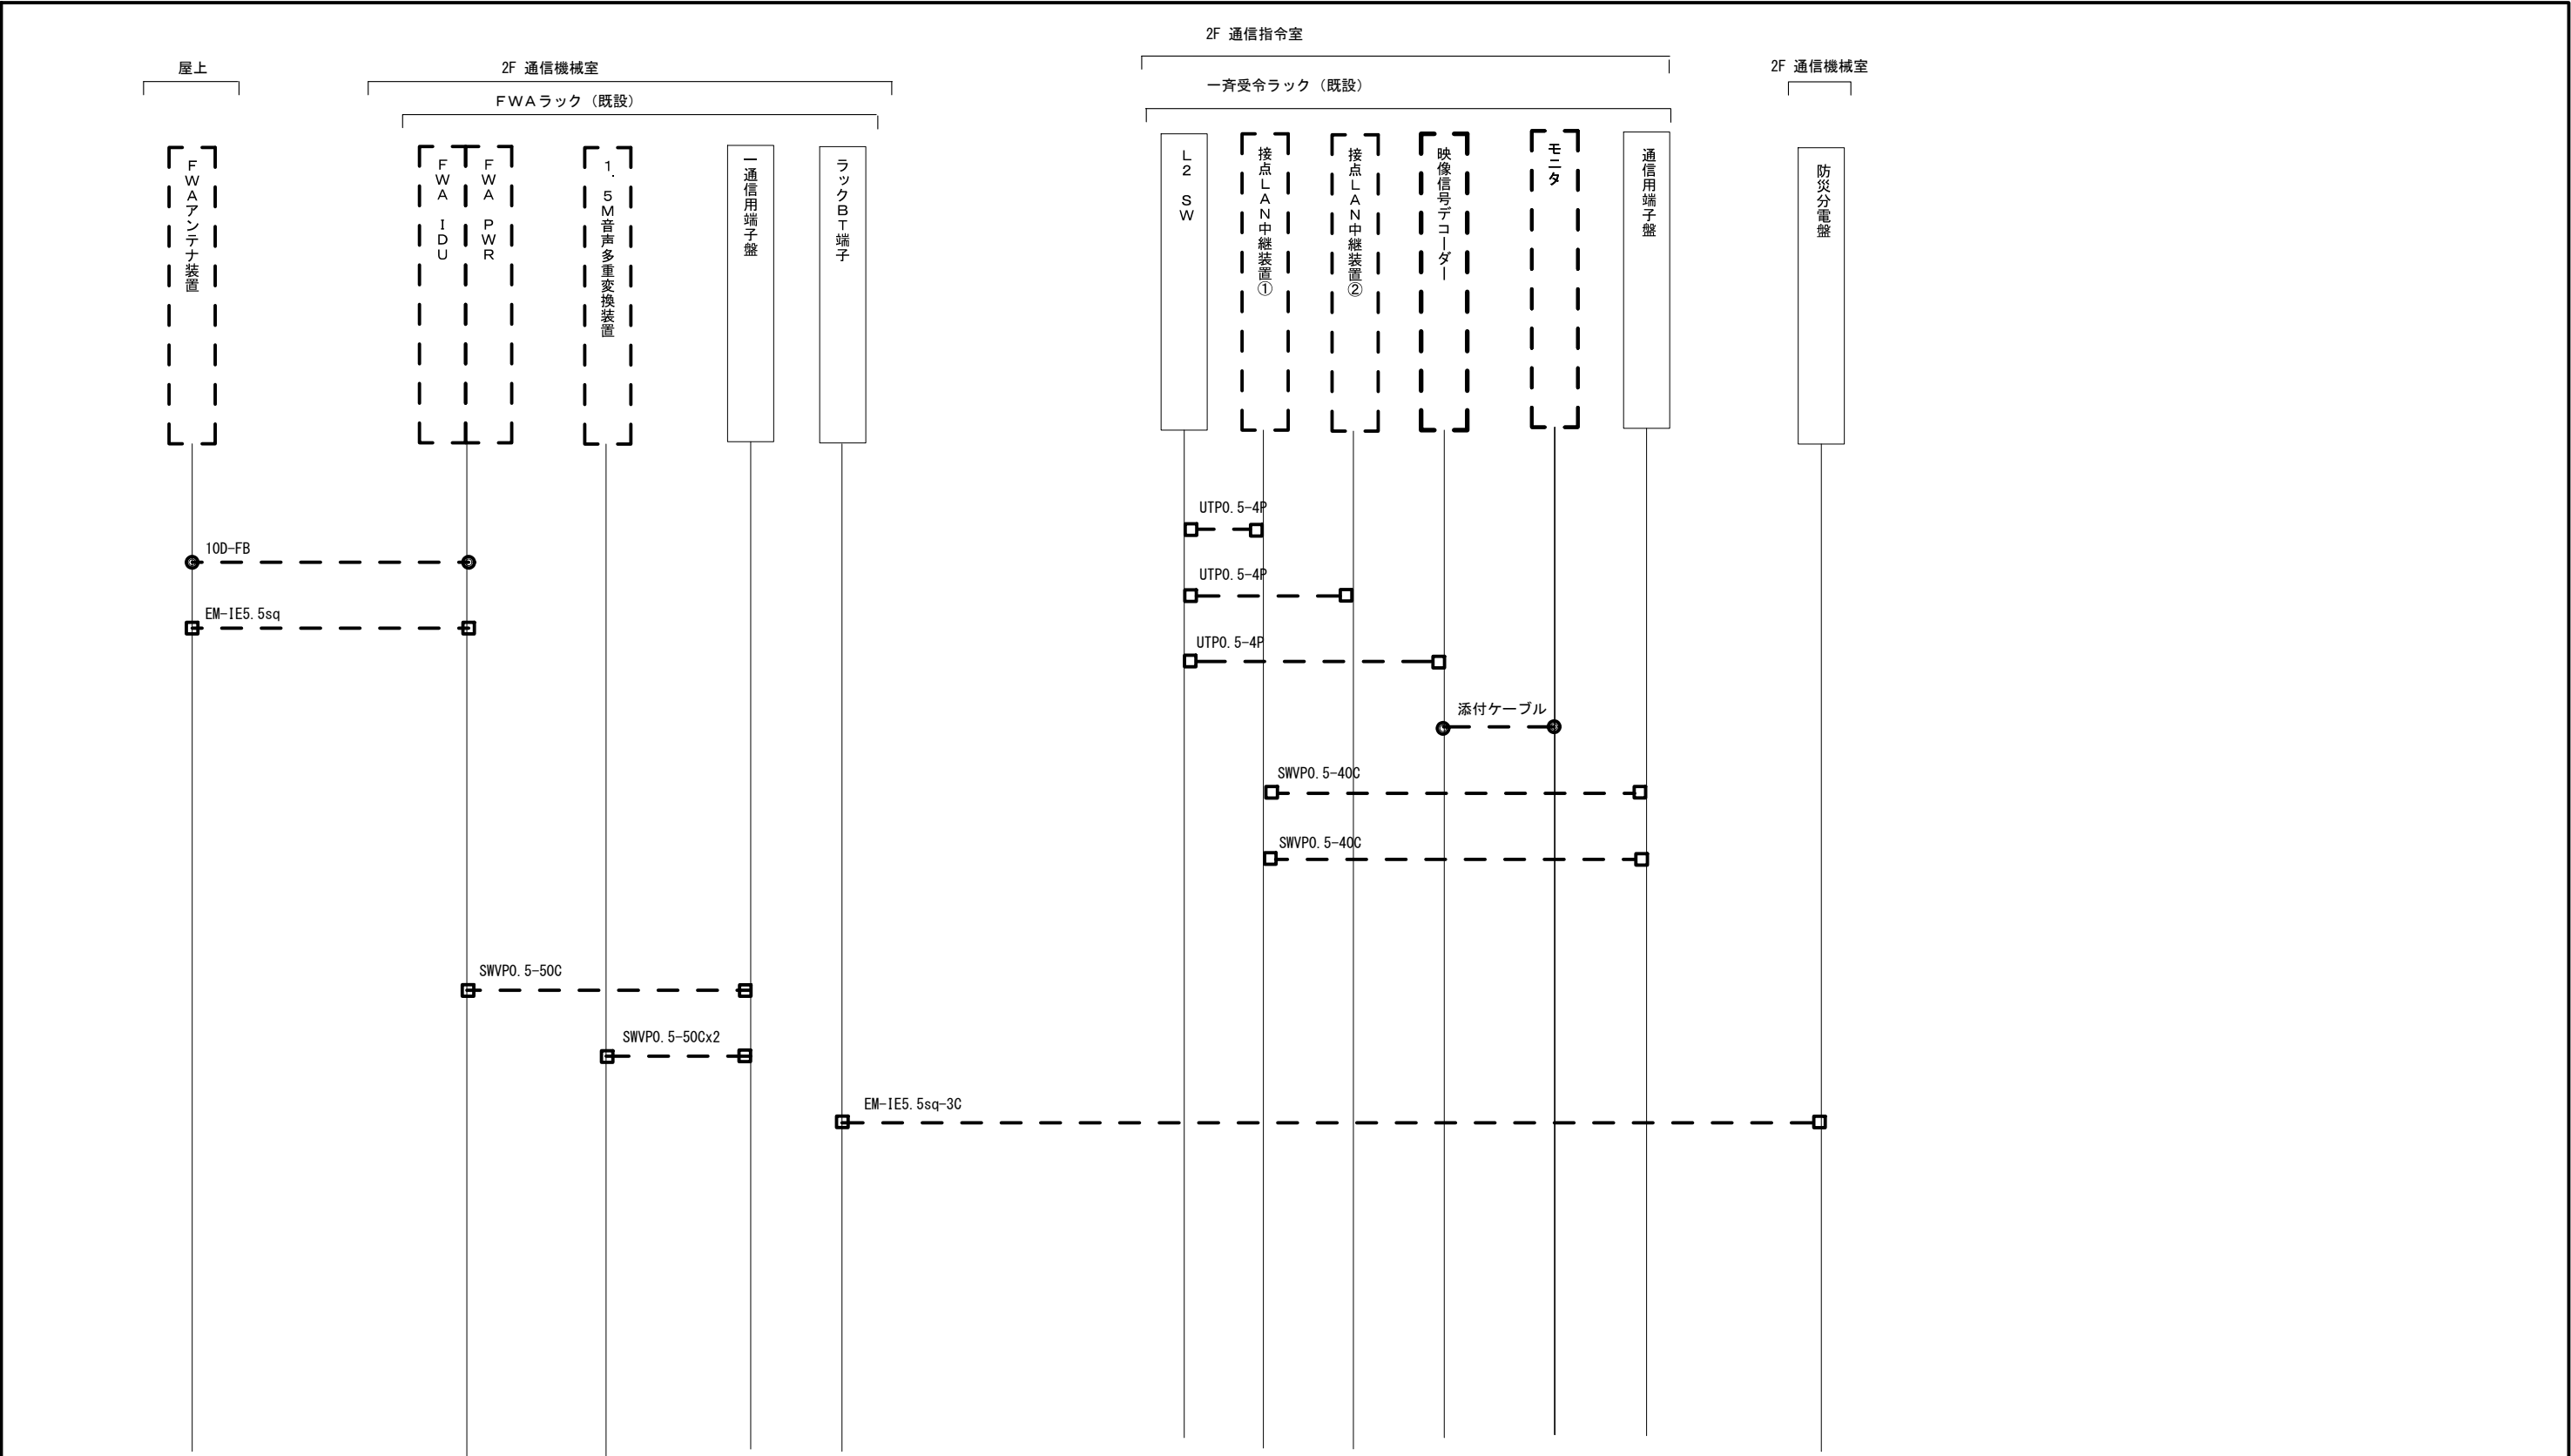 2F 通信指令室
屋上
2F 通信機械室
2F 通信機械室
FWAラック（既設）
一斉受令ラック（既設）
FWAアンテナ装置
FWA IDU
FWA PWR
1.5M音声多重変換装置
一通信用端子盤
ラックBT端子
L2 SW
接点LAN中継装置①
接点LAN中継装置②
映像信号デコーダー
モニタ
通信用端子盤
防災分電盤
UTP0.5-4P
10D-FB
UTP0.5-4P
EM-IE5.5sq
UTP0.5-4P
添付ケーブル
SWVP0.5-40C
SWVP0.5-40C
SWVP0.5-50C
SWVP0.5-50Cx2
EM-IE5.5sq-3C